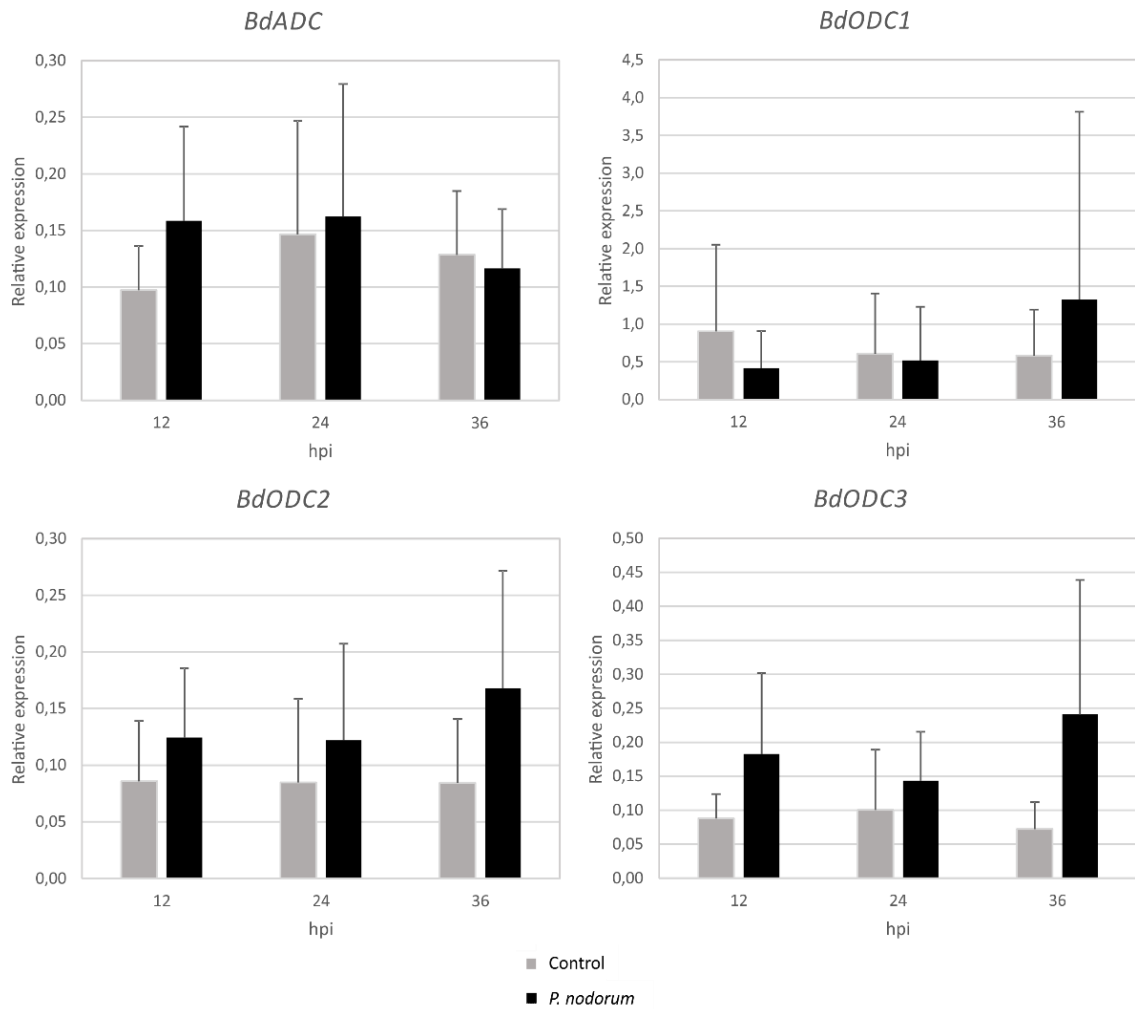 BdADC
0,30
0,25
0,20
0,15
0,10
0,05
0,00
Relative expression
12 24 36
hpi
BdODC1
4,5
4,0
3,5
3,0
2,5
2,0
1,5
1,0
0,5
0,0
Relative expression
12 24 36
hpi
BdODC2
0,30
0,25
0,20
0,15
0,10
0,05
0,00
Relative expression
12 24 36
hpi
BdODC3
0,50
0,45
0,40
0,35
0,30
0,25
0,20
0,15
0,10
0,05
0,00
Relative expression
12 24 36
hpi
Control
P. nodorum